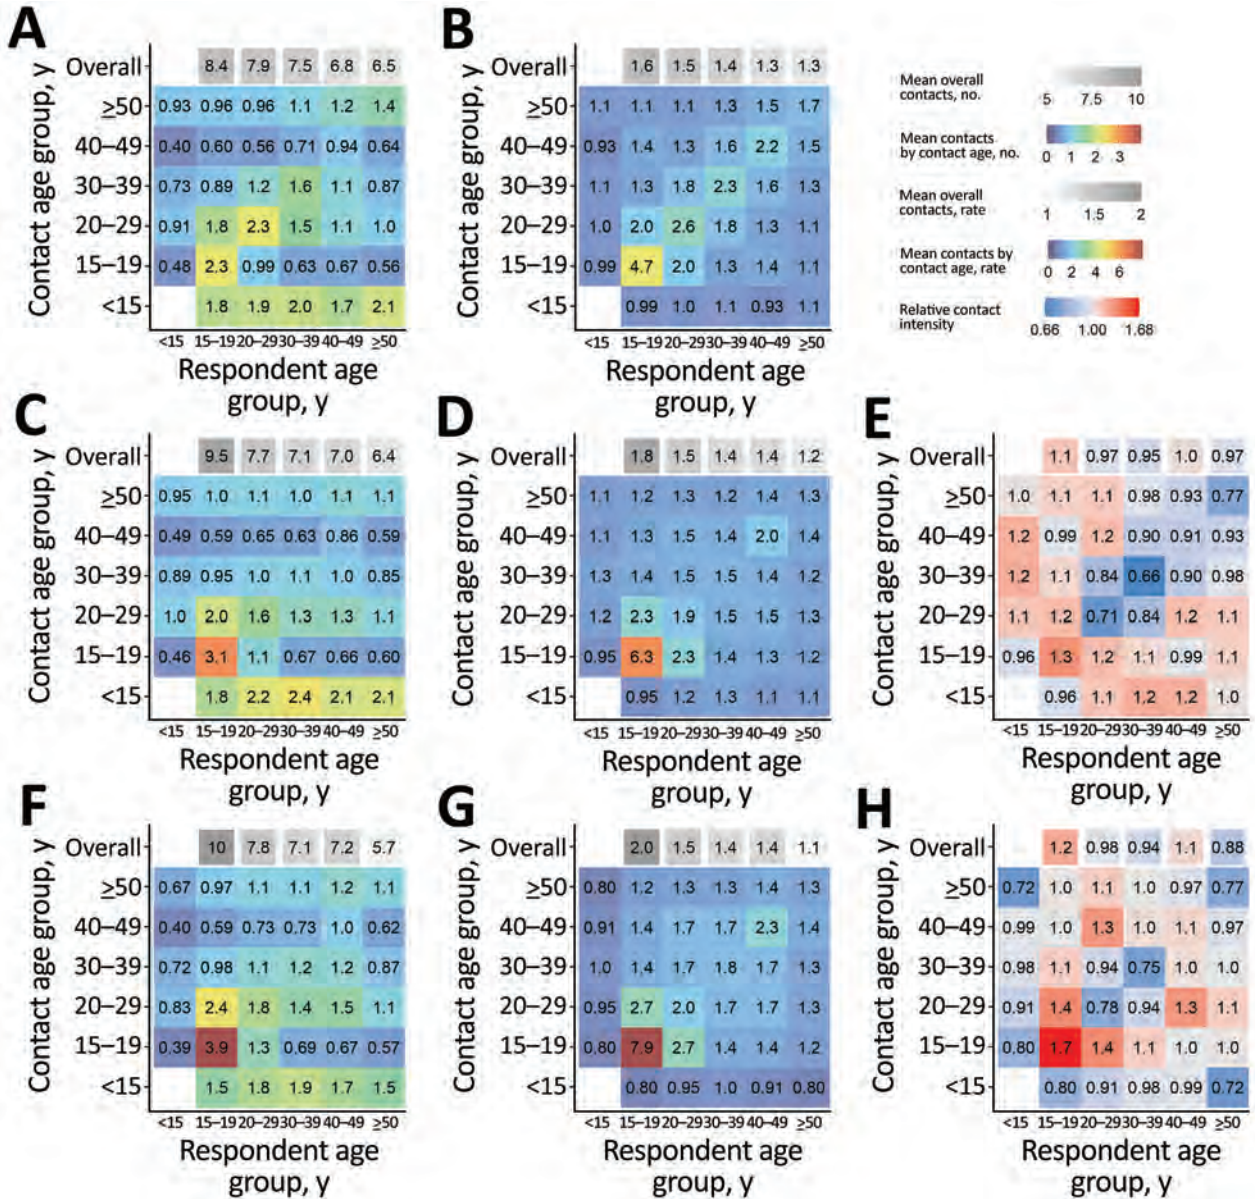 A
Contact age group, y
Overall 8.4 7.9 7.5 6.8 6.5
≥50 0.93 0.96 0.96 1.1 1.2 1.4
40–49 0.40 0.60 0.56 0.71 0.94 0.64
30–39 0.73 0.89 1.2 1.6 1.1 0.87
20–29 0.91 1.8 2.3 1.5 1.1 1.0
15–19 0.48 2.3 0.99 0.63 0.67 0.56
<15 1.8 1.9 2.0 1.7 2.1
<15 15–19 20–29 30–39 40–49 ≥50
Respondent age
group, y
B
Contact age group, y
Overall 1.6 1.5 1.4 1.3 1.3
≥50 1.1 1.1 1.1 1.3 1.5 1.7
40–49 0.93 1.4 1.3 1.6 2.2 1.5
30–39 1.1 1.3 1.8 2.3 1.6 1.3
20–29 1.0 2.0 2.6 1.8 1.3 1.1
15–19 0.99 4.7 2.0 1.3 1.4 1.1
<15 0.99 1.0 1.1 0.93 1.1
<15 15–19 20–29 30–39 40–49 ≥50
Respondent age
group, y
Mean overall
contacts, no.
5 7.5 10
Mean contacts
by contact age, no.
0 1 2 3
Mean overall
contacts, rate
1 1.5 2
Mean contacts by
contact age, rate
0 2 4 6
Relative contact
intensity
0.66 1.00 1.68
C
Contact age group, y
Overall 9.5 7.7 7.1 7.0 6.4
≥50 0.95 1.0 1.1 1.0 1.1 1.1
40–49 0.49 0.59 0.65 0.63 0.86 0.59
30–39 0.89 0.95 1.0 1.1 1.0 0.85
20–29 1.0 2.0 1.6 1.3 1.3 1.1
15–19 0.46 3.1 1.1 0.67 0.66 0.60
<15 1.8 2.2 2.4 2.1 2.1
<15 15–19 20–29 30–39 40–49 ≥50
Respondent age
group, y
D
Contact age group, y
Overall 1.8 1.5 1.4 1.4 1.2
≥50 1.1 1.2 1.3 1.2 1.4 1.3
40–49 1.1 1.3 1.5 1.4 2.0 1.4
30–39 1.3 1.4 1.5 1.5 1.4 1.2
20–29 1.2 2.3 1.9 1.5 1.5 1.3
15–19 0.95 6.3 2.3 1.4 1.3 1.2
<15 0.95 1.2 1.3 1.1 1.1
<15 15–19 20–29 30–39 40–49 ≥50
Respondent age
group, y
E
Contact age group, y
Overall 1.1 0.97 0.95 1.0 0.97
≥50 1.0 1.1 1.1 0.98 0.93 0.77
40–49 1.2 0.99 1.2 0.90 0.91 0.93
30–39 1.2 1.1 0.84 0.66 0.90 0.98
20–29 1.1 1.2 0.71 0.84 1.2 1.1
15–19 0.96 1.3 1.2 1.1 0.99 1.1
<15 0.96 1.1 1.2 1.2 1.0
<15 15–19 20–29 30–39 40–49 ≥50
Respondent age
group, y
F
Contact age group, y
Overall 10 7.8 7.1 7.2 5.7
≥50 0.67 0.97 1.1 1.1 1.2 1.1
40–49 0.40 0.59 0.73 0.73 1.0 0.62
30–39 0.72 0.98 1.1 1.2 1.2 0.87
20–29 0.83 2.4 1.8 1.4 1.5 1.1
15–19 0.39 3.9 1.3 0.69 0.67 0.57
<15 1.5 1.8 1.9 1.7 1.5
<15 15–19 20–29 30–39 40–49 ≥50
Respondent age
group, y
G
Contact age group, y
Overall 2.0 1.5 1.4 1.4 1.1
≥50 0.80 1.2 1.3 1.3 1.4 1.3
40–49 0.91 1.4 1.7 1.7 2.3 1.4
30–39 1.0 1.4 1.7 1.8 1.7 1.3
20–29 0.95 2.7 2.0 1.7 1.7 1.3
15–19 0.80 7.9 2.7 1.4 1.4 1.2
<15 0.80 0.95 1.0 0.91 0.80
<15 15–19 20–29 30–39 40–49 ≥50
Respondent age
group, y
H
Contact age group, y
Overall 1.2 0.98 0.94 1.1 0.88
≥50 0.72 1.0 1.1 1.0 0.97 0.77
40–49 0.99 1.0 1.3 1.0 1.1 0.97
30–39 0.98 1.1 0.94 0.75 1.0 1.0
20–29 0.91 1.4 0.78 0.94 1.3 1.1
15–19 0.80 1.7 1.4 1.1 1.0 1.0
<15 0.80 0.91 0.98 0.99 0.72
<15 15–19 20–29 30–39 40–49 ≥50
Respondent age
group, y